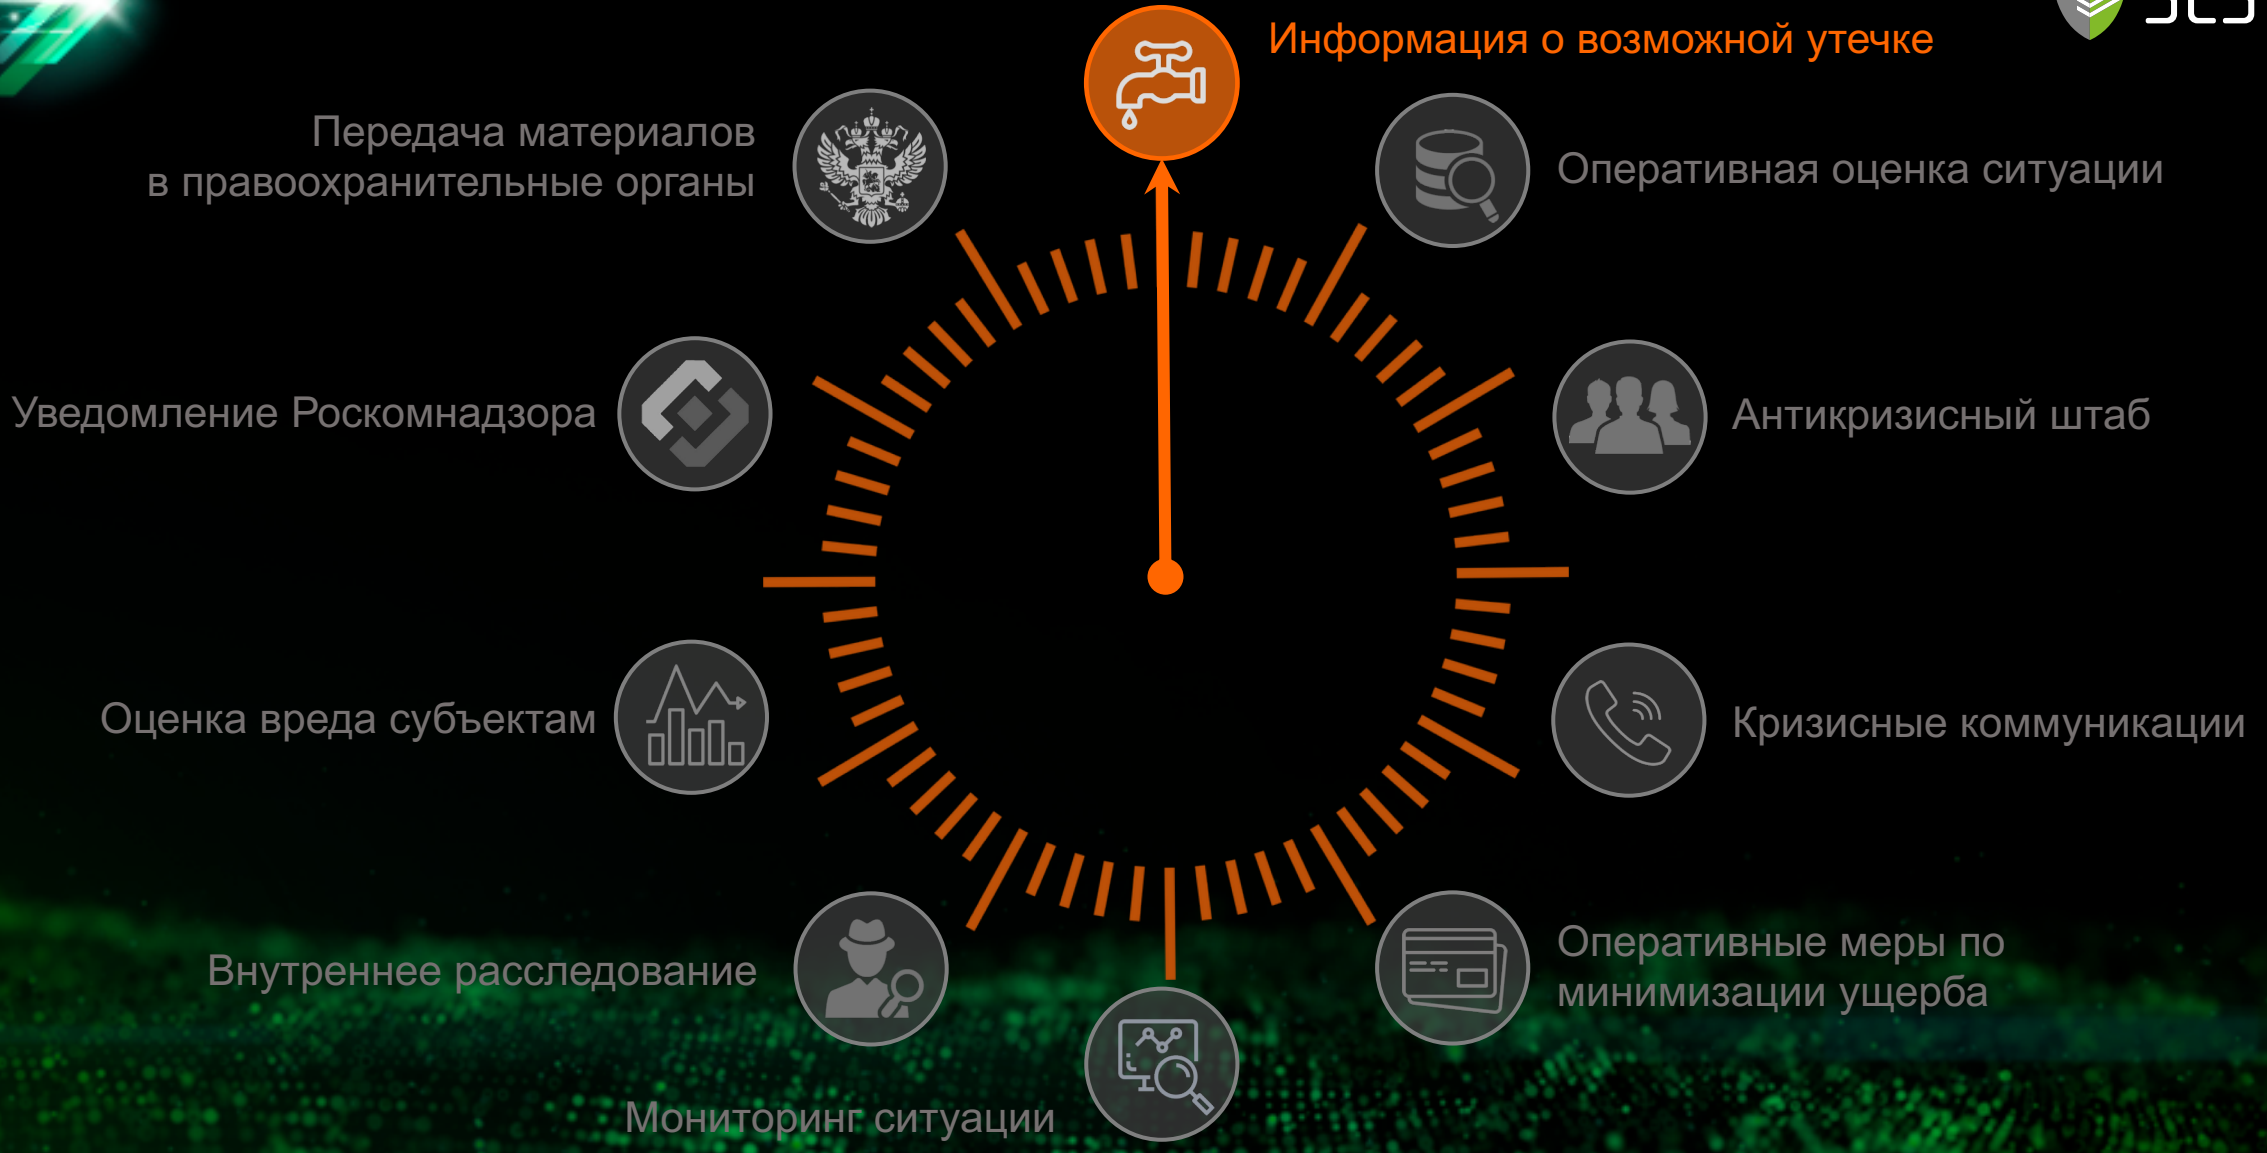 Информация о возможной утечке
Оперативная оценка ситуации
Антикризисный штаб
Кризисные коммуникации
Оперативные меры по
минимизации ущерба
Мониторинг ситуации
Внутреннее расследование
Оценка вреда субъектам
Уведомление Роскомнадзора
Передача материалов
в правоохранительные органы